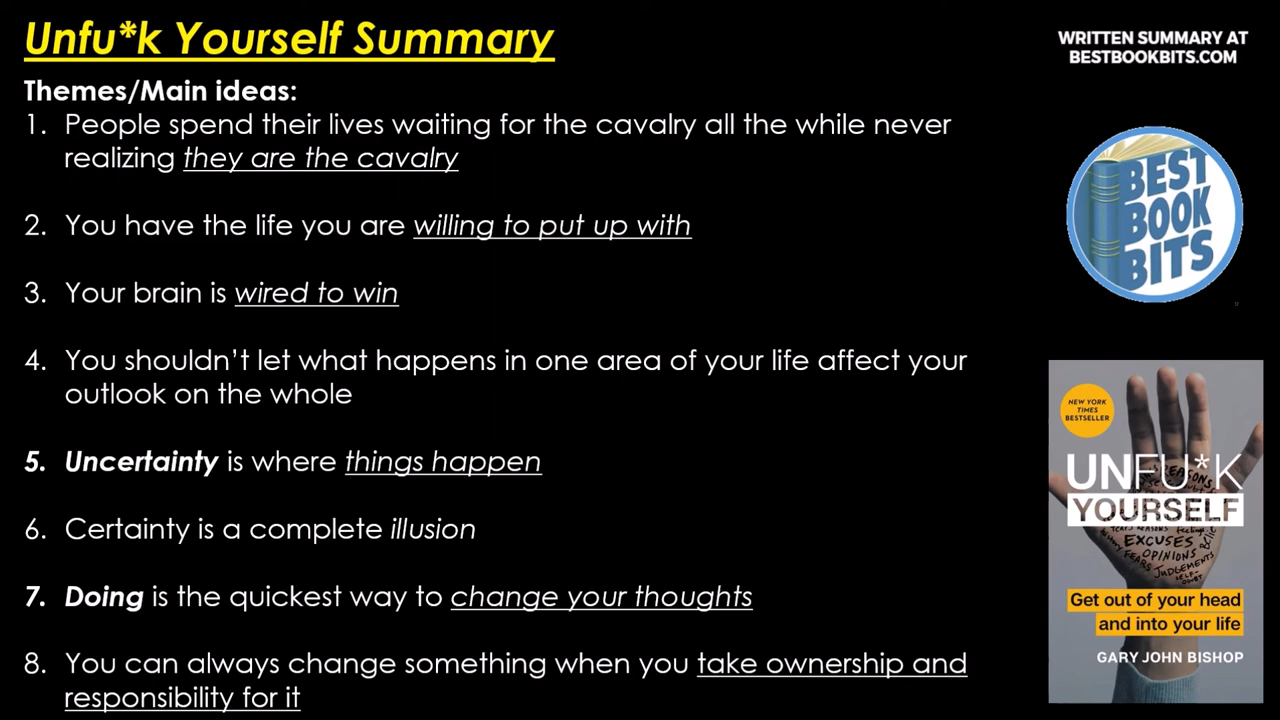 Unfu*k Yourself Summary
WRITTEN SUMMARY AT
BESTBOOKBITS.COM
Themes/Main ideas:
1. People spend their lives waiting for the cavalry all the while never
realizing they are the cavalry
2. You have the life you are willing to put up with
3. Your brain is wired to win
4. You shouldn’t let what happens in one area of your life affect your
outlook on the whole
5. Uncertainty is where things happen
6. Certainty is a complete illusion
7. Doing is the quickest way to change your thoughts
8. You can always change something when you take ownership and
responsibility for it
BEST
BOOK
BITS
NEW YORK
TIMES
BESTSELLER
UNFU*K
YOURSELF
REASONS
EXCUSES
FEARS OPINIONS
JUDGEMENTS
Get out of your head
and into your life
GARY JOHN BISHOP